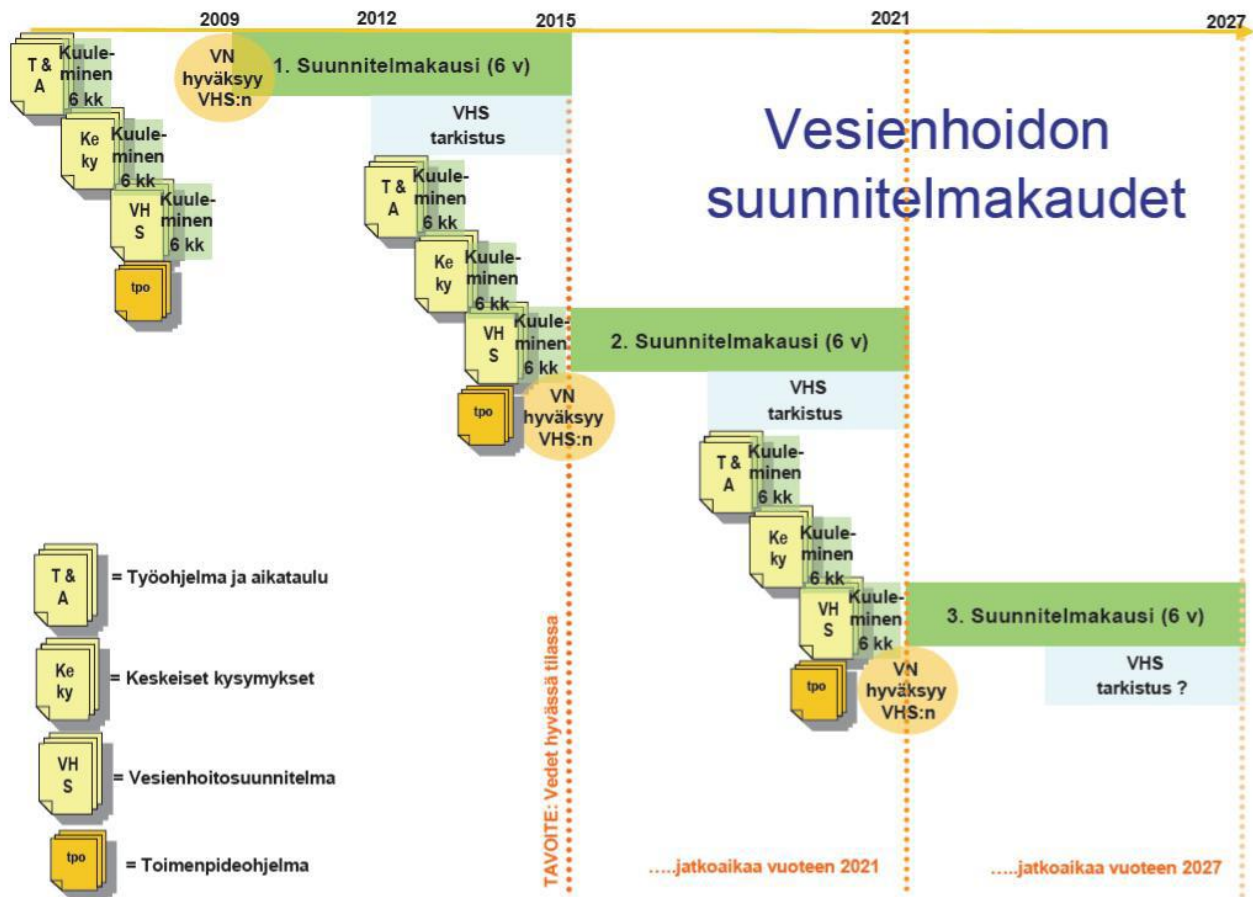 2009
2012
2015
2021
2027
T &
A
Kuule-
minen
6 kk
Ke
ky
Kuule-
minen
6 kk
VH
S
Kuule-
minen
6 kk
tpo
VN
hyväksyy
VHS:n
1. Suunnitelmakausi (6 v)
VHS
tarkistus
Vesienhoidon
suunnitelmakaudet
T &
A
Kuule-
minen
6 kk
Ke
ky
Kuule-
minen
6 kk
VH
S
Kuule-
minen
6 kk
tpo
VN
hyväksyy
VHS:n
2. Suunnitelmakausi (6 v)
VHS
tarkistus
T &
A
Kuule-
minen
6 kk
Ke
ky
Kuule-
minen
6 kk
VH
S
Kuule-
minen
6 kk
tpo
VN
hyväksyy
VHS:n
3. Suunnitelmakausi (6 v)
VHS
tarkistus ?
T &
A
= Työohjelma ja aikataulu
Ke
ky
= Keskeiset kysymykset
VH
S
= Vesienhoitosuunnitelma
tpo
= Toimenpideohjelma
TAVOITE: Vedet hyvässä tilassa
.....jatkoaikaa vuoteen 2021
.....jatkoaikaa vuoteen 2027